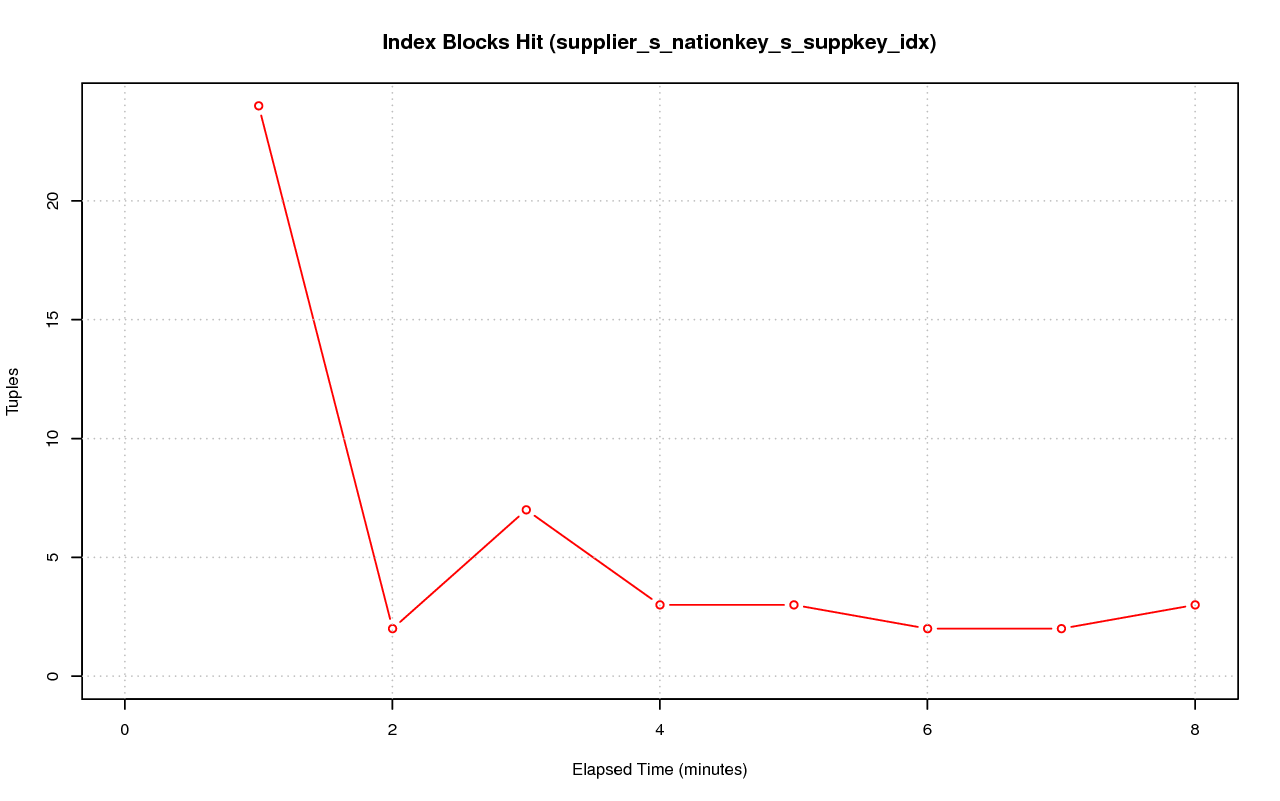 Index Blocks Hit (supplier_s_nationkey_s_suppkey_idx)
Tuples
20
15
10
5
0
0 2 4 6 8
Elapsed Time (minutes)